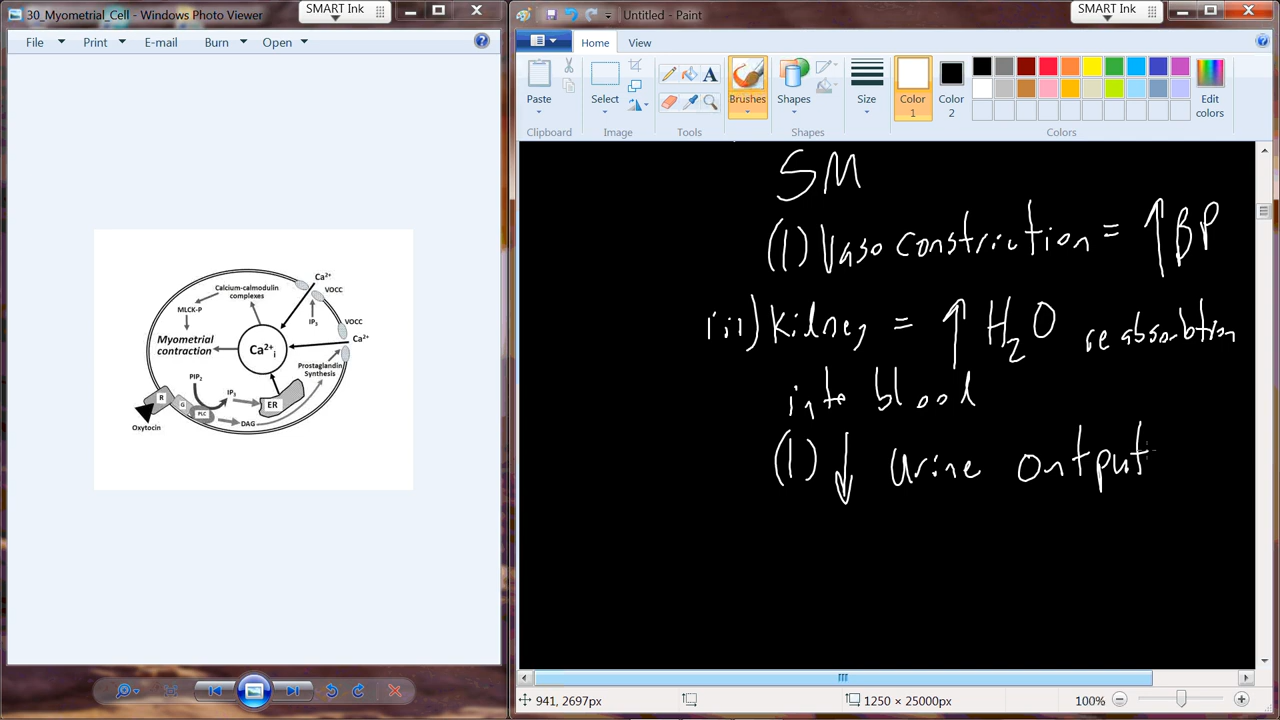 30_Myometrial_Cell - Windows Photo Viewer
SMART Ink
File Print E-mail Burn Open
Calcium-calmodulin
complexes
Ca2+
VOCC
MLCK-P
IP3
VOCC
Myometrial
contraction
Ca2+i
Ca2+
Prostaglandin
Synthesis
PIP2
R
G
PLC
IP3
ER
DAG
Oxytocin
Untitled - Paint
SMART Ink
Home View
Paste
Select
Brushes
Shapes
Size
Color
1
Color
2
Edit
colors
Clipboard
Image
Tools
Shapes
Colors
SM
(1) Vaso constriction = ↑ BP
iii) Kidney = ↑ H2O reabsorbtion
into blood
(1) ↓ urine output
941, 2697px
1250 × 25000px
100%